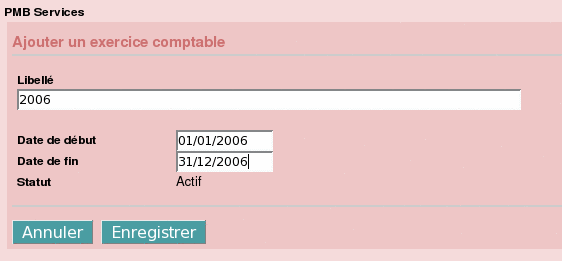 PMB Services
Ajouter un exercice comptable
Libellé
2006
Date de début 01/01/2006
Date de fin 31/12/2006
Statut Actif
Annuler Enregistrer